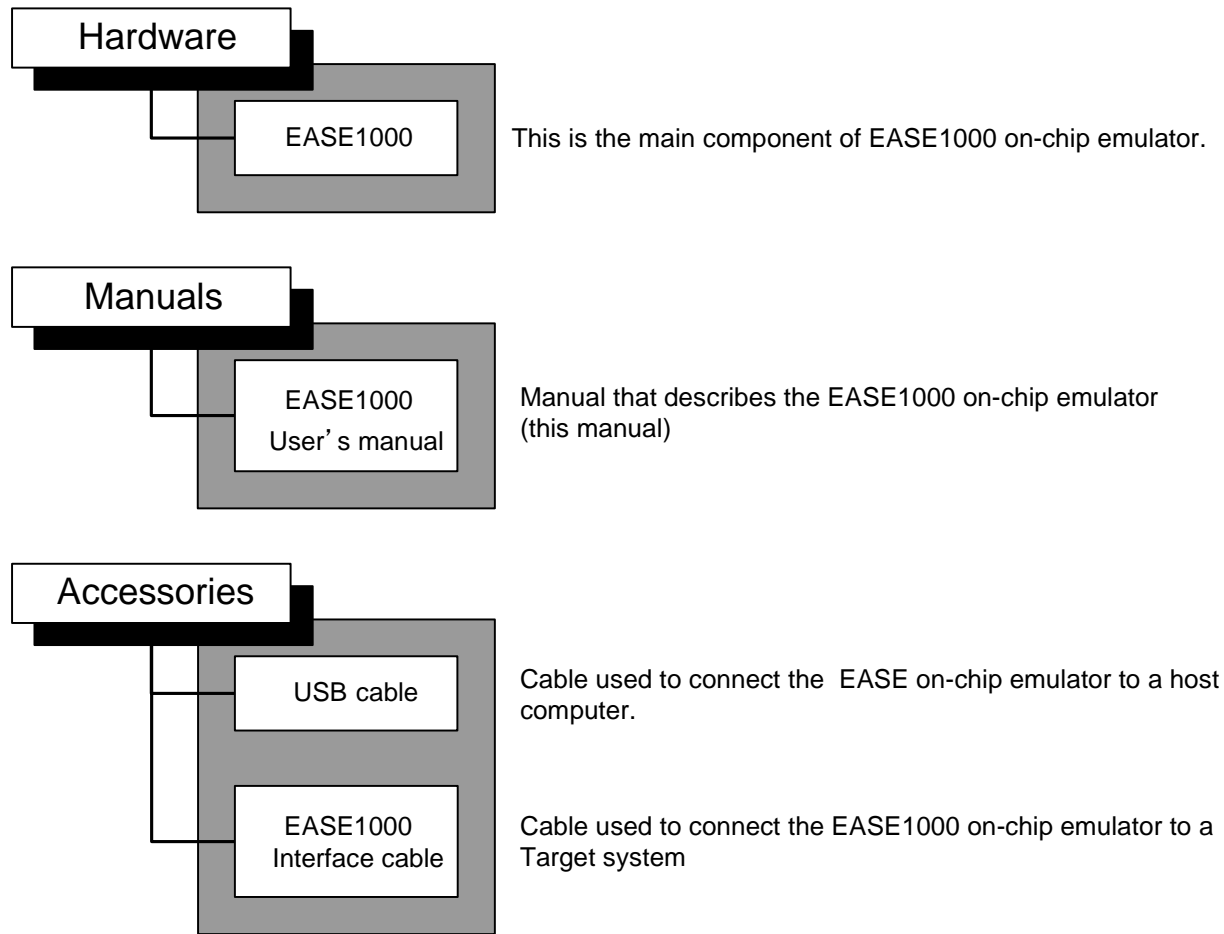 Hardware
EASE1000
This is the main component of EASE1000 on-chip emulator.
Manuals
EASE1000
User’s manual
Manual that describes the EASE1000 on-chip emulator
(this manual)
Accessories
USB cable
Cable used to connect the EASE on-chip emulator to a host
computer.
EASE1000
Interface cable
Cable used to connect the EASE1000 on-chip emulator to a
Target system